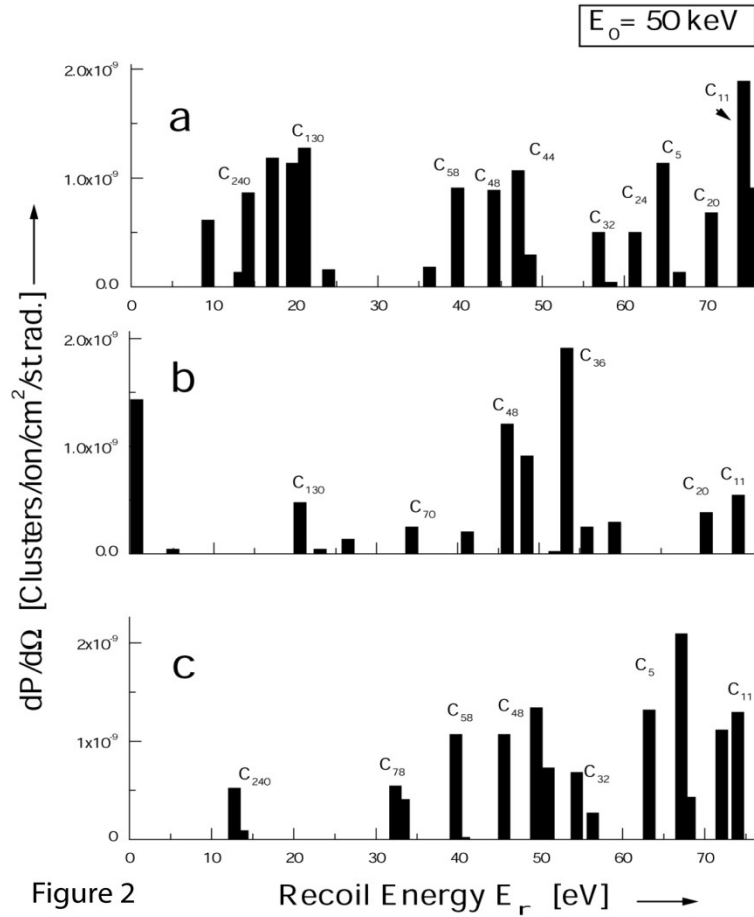 E₀= 50 keV
dP/dΩ [Clusters/ion/cm²/st.rad.]
a
2.0x10⁻⁹
1.0x10⁻⁹
0.0
C₂₄₀ C₁₃₀ C₅₈ C₄₈ C₄₄ C₃₂ C₂₄ C₅ C₂₀ C₁₁
0 10 20 30 40 50 60 70
b
2.0x10⁻⁹
1.0x10⁻⁹
0.0
C₁₃₀ C₇₀ C₄₈ C₃₆ C₂₀ C₁₁
0 10 20 30 40 50 60 70
c
2x10⁻⁹
1x10⁻⁹
0
C₂₄₀ C₇₈ C₅₈ C₄₈ C₃₂ C₅ C₁₁
0 10 20 30 40 50 60 70
Figure 2
Recoil Energy Eᵣ [eV]